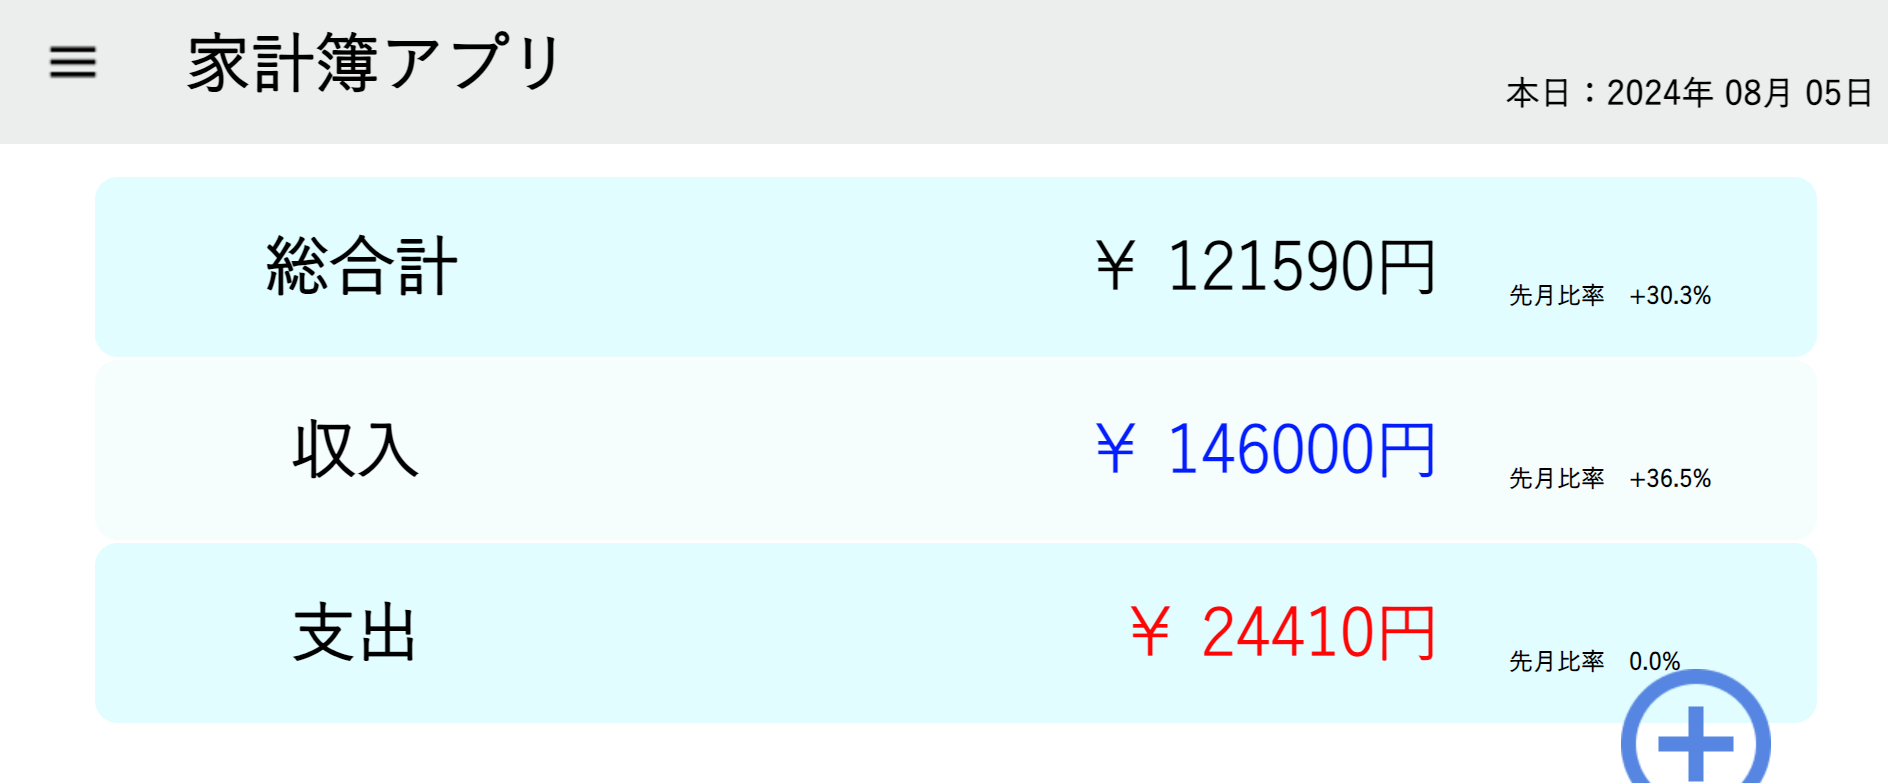 家計簿アプリ
本日：2024年 08月 05日
総合計 ￥ 121590円 先月比率 +30.3%
収入 ￥ 146000円 先月比率 +36.5%
支出 ￥ 24410円 先月比率 0.0%